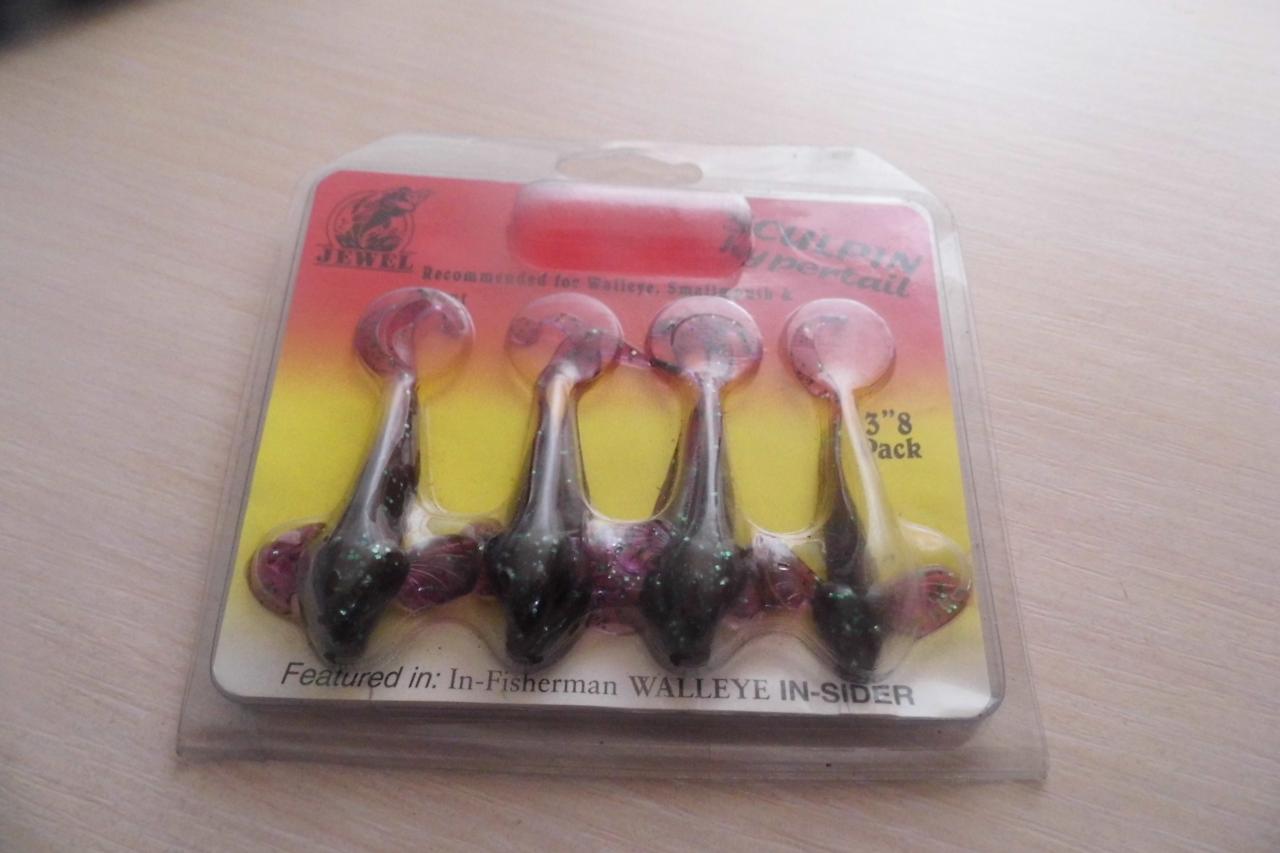 JEWEL
SCULPIN
Hypertail
Recommended for Walleye, Smallmouth &
3"8
Pack
Featured in: In-Fisherman WALLEYE IN-SIDER